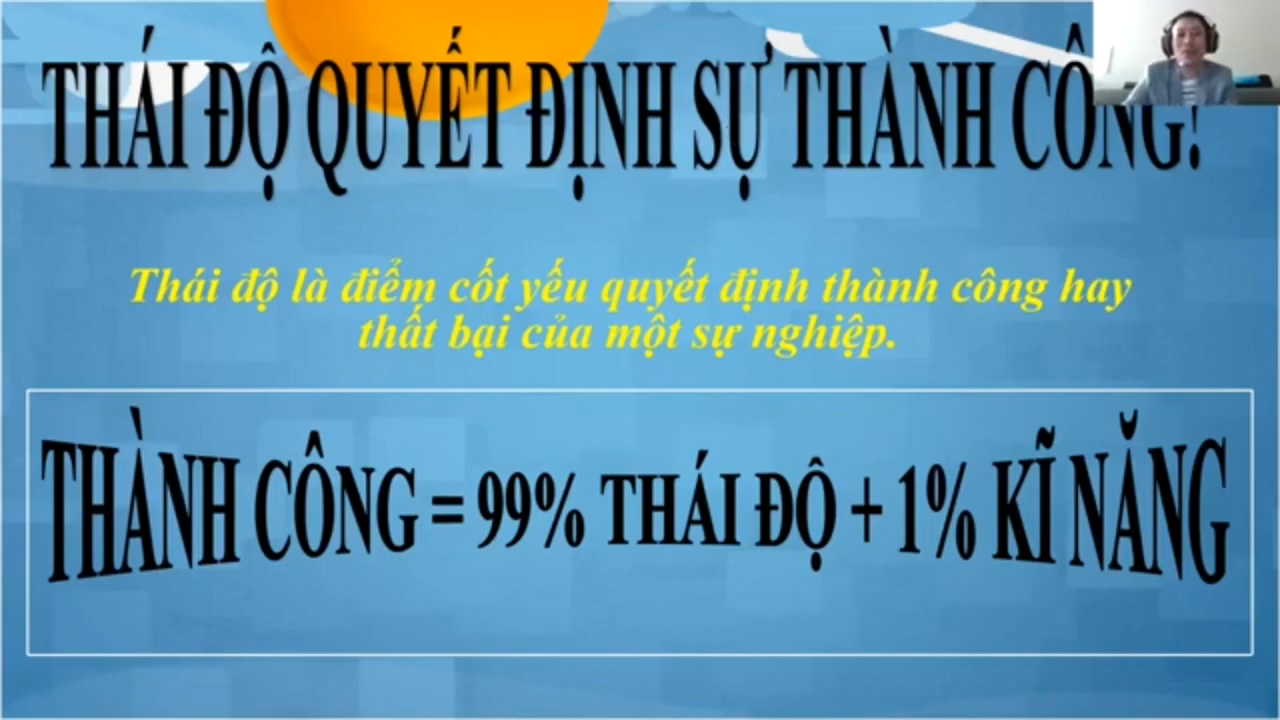 THÁI ĐỘ QUYẾT ĐỊNH SỰ THÀNH CÔNG!
Thái độ là điểm cốt yếu quyết định thành công hay
thất bại của một sự nghiệp.
THÀNH CÔNG = 99% THÁI ĐỘ + 1% KĨ NĂNG